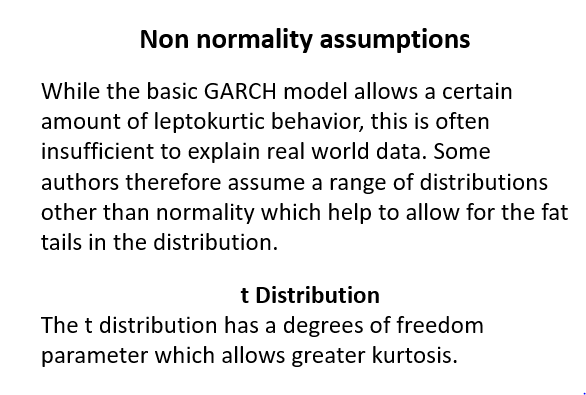 Non normality assumptions
While the basic GARCH model allows a certain
amount of leptokurtic behavior, this is often
insufficient to explain real world data. Some
authors therefore assume a range of distributions
other than normality which help to allow for the fat
tails in the distribution.
t Distribution
The t distribution has a degrees of freedom
parameter which allows greater kurtosis.